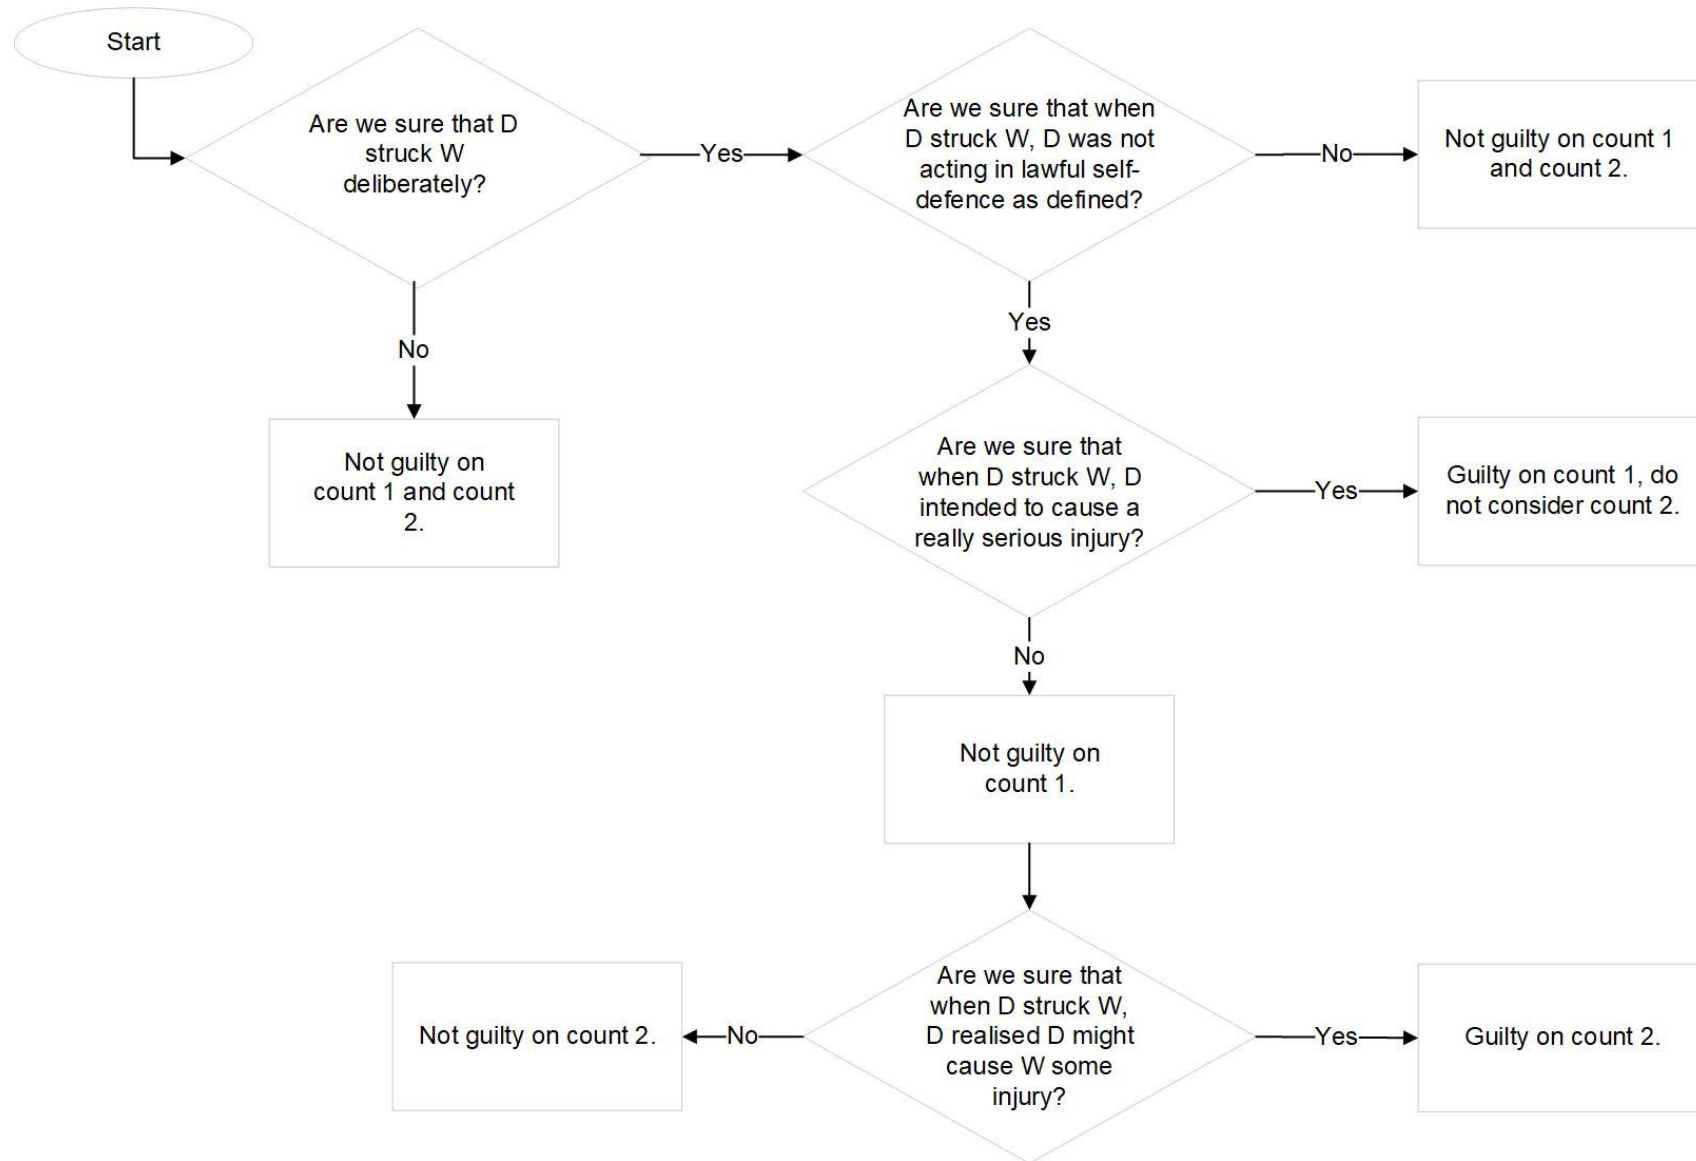 Start
Are we sure that D
struck W
deliberately?
Yes
Are we sure that when
D struck W, D was not
acting in lawful self-
defence as defined?
No
Not guilty on count 1
and count 2.
No
Not guilty on
count 1 and count
2.
Yes
Are we sure that
when D struck W, D
intended to cause a
really serious injury?
Yes
Guilty on count 1, do
not consider count 2.
No
Not guilty on
count 1.
Are we sure that
when D struck W,
D realised D might
cause W some
injury?
No
Not guilty on count 2.
Yes
Guilty on count 2.